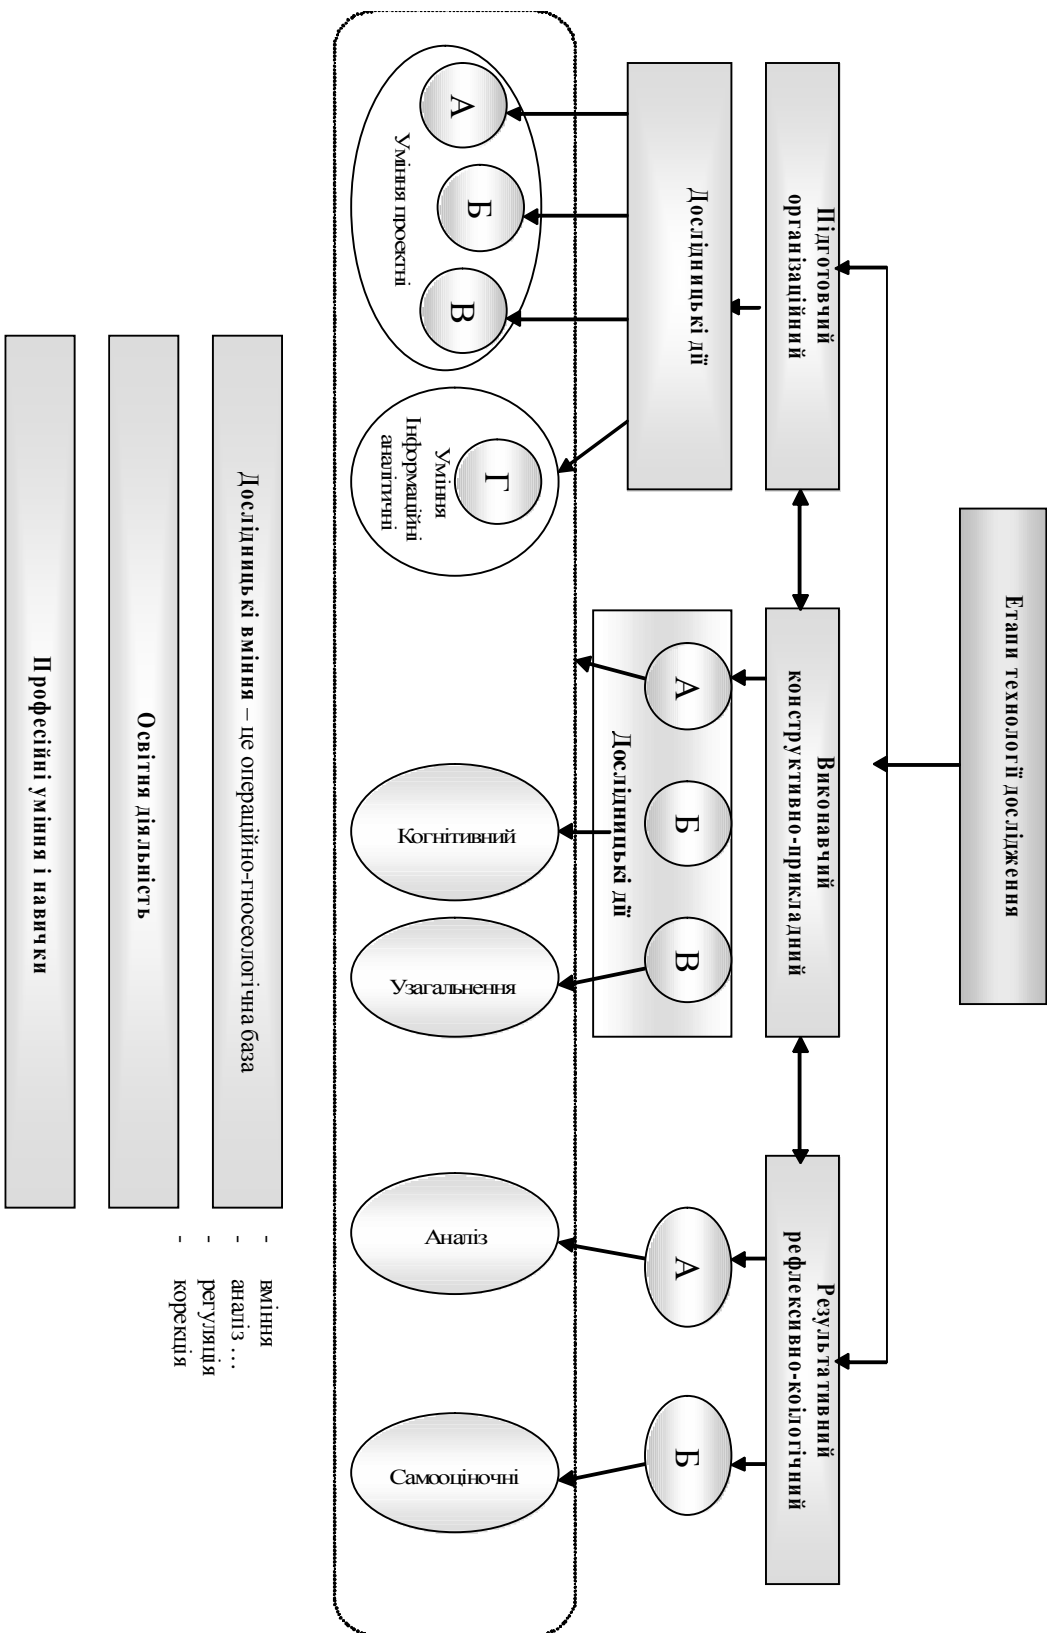 Етапи технології дослідження
Підготовчий
організаційний
Виконавчий
конструктивно-прикладний
Результативний
рефлексивно-коілогічний
Дослідницькі дії
А
Б
В
Дослідницькі дії
А
Б
А
Б
В
Уміння проектні
Г
Уміння
Інформаційні
аналітичні
Когнітивний
Узагальнення
Аналіз
Самооціночні
Дослідницькі вміння – це операційно-гносеологічна база
- вміння
- аналіз …
- регуляція
- корекція
Освітня діяльність
Професійні уміння і навички